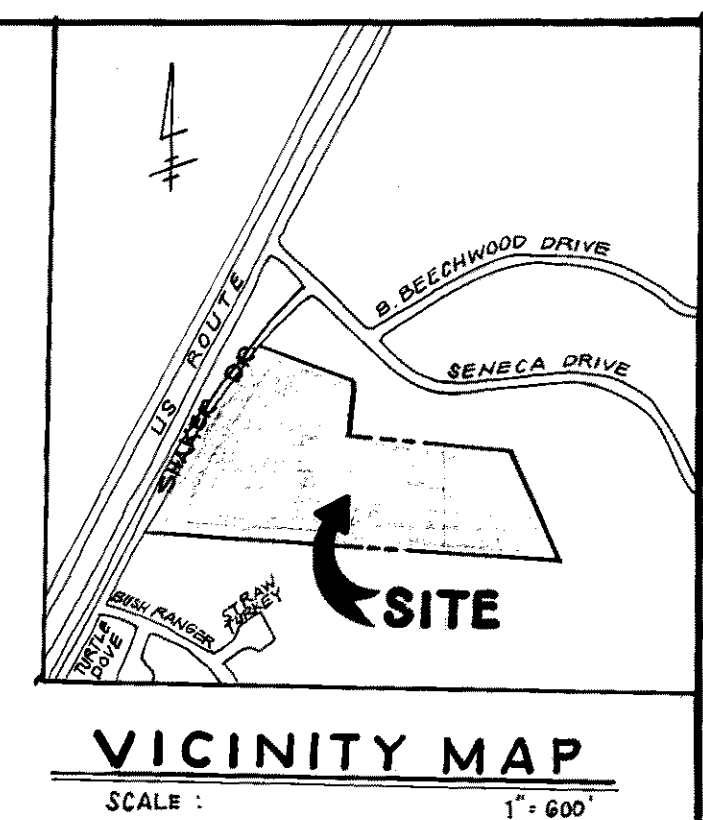 B. BEECHWOOD DRIVE
US ROUTE
SENECA DRIVE
SHAKER DR
SITE
BUSH RANGER
STRAW
TURKEY
TURTLE
DOVE
VICINITY MAP
SCALE : 1" = 600'